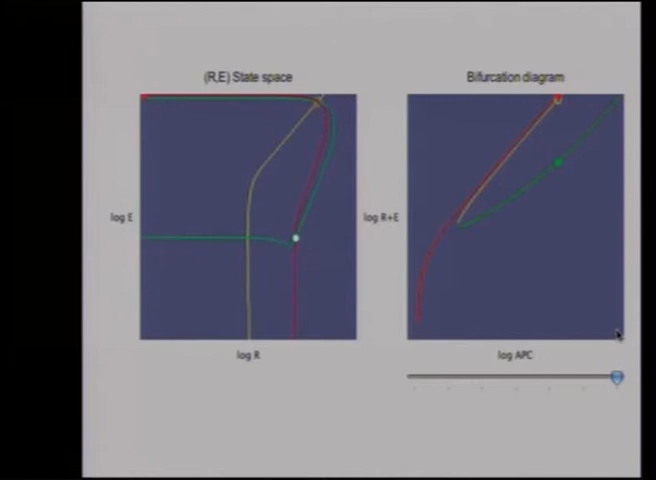 (R,E) State space
Bifurcation diagram
log E
log R+E
log R
log APC